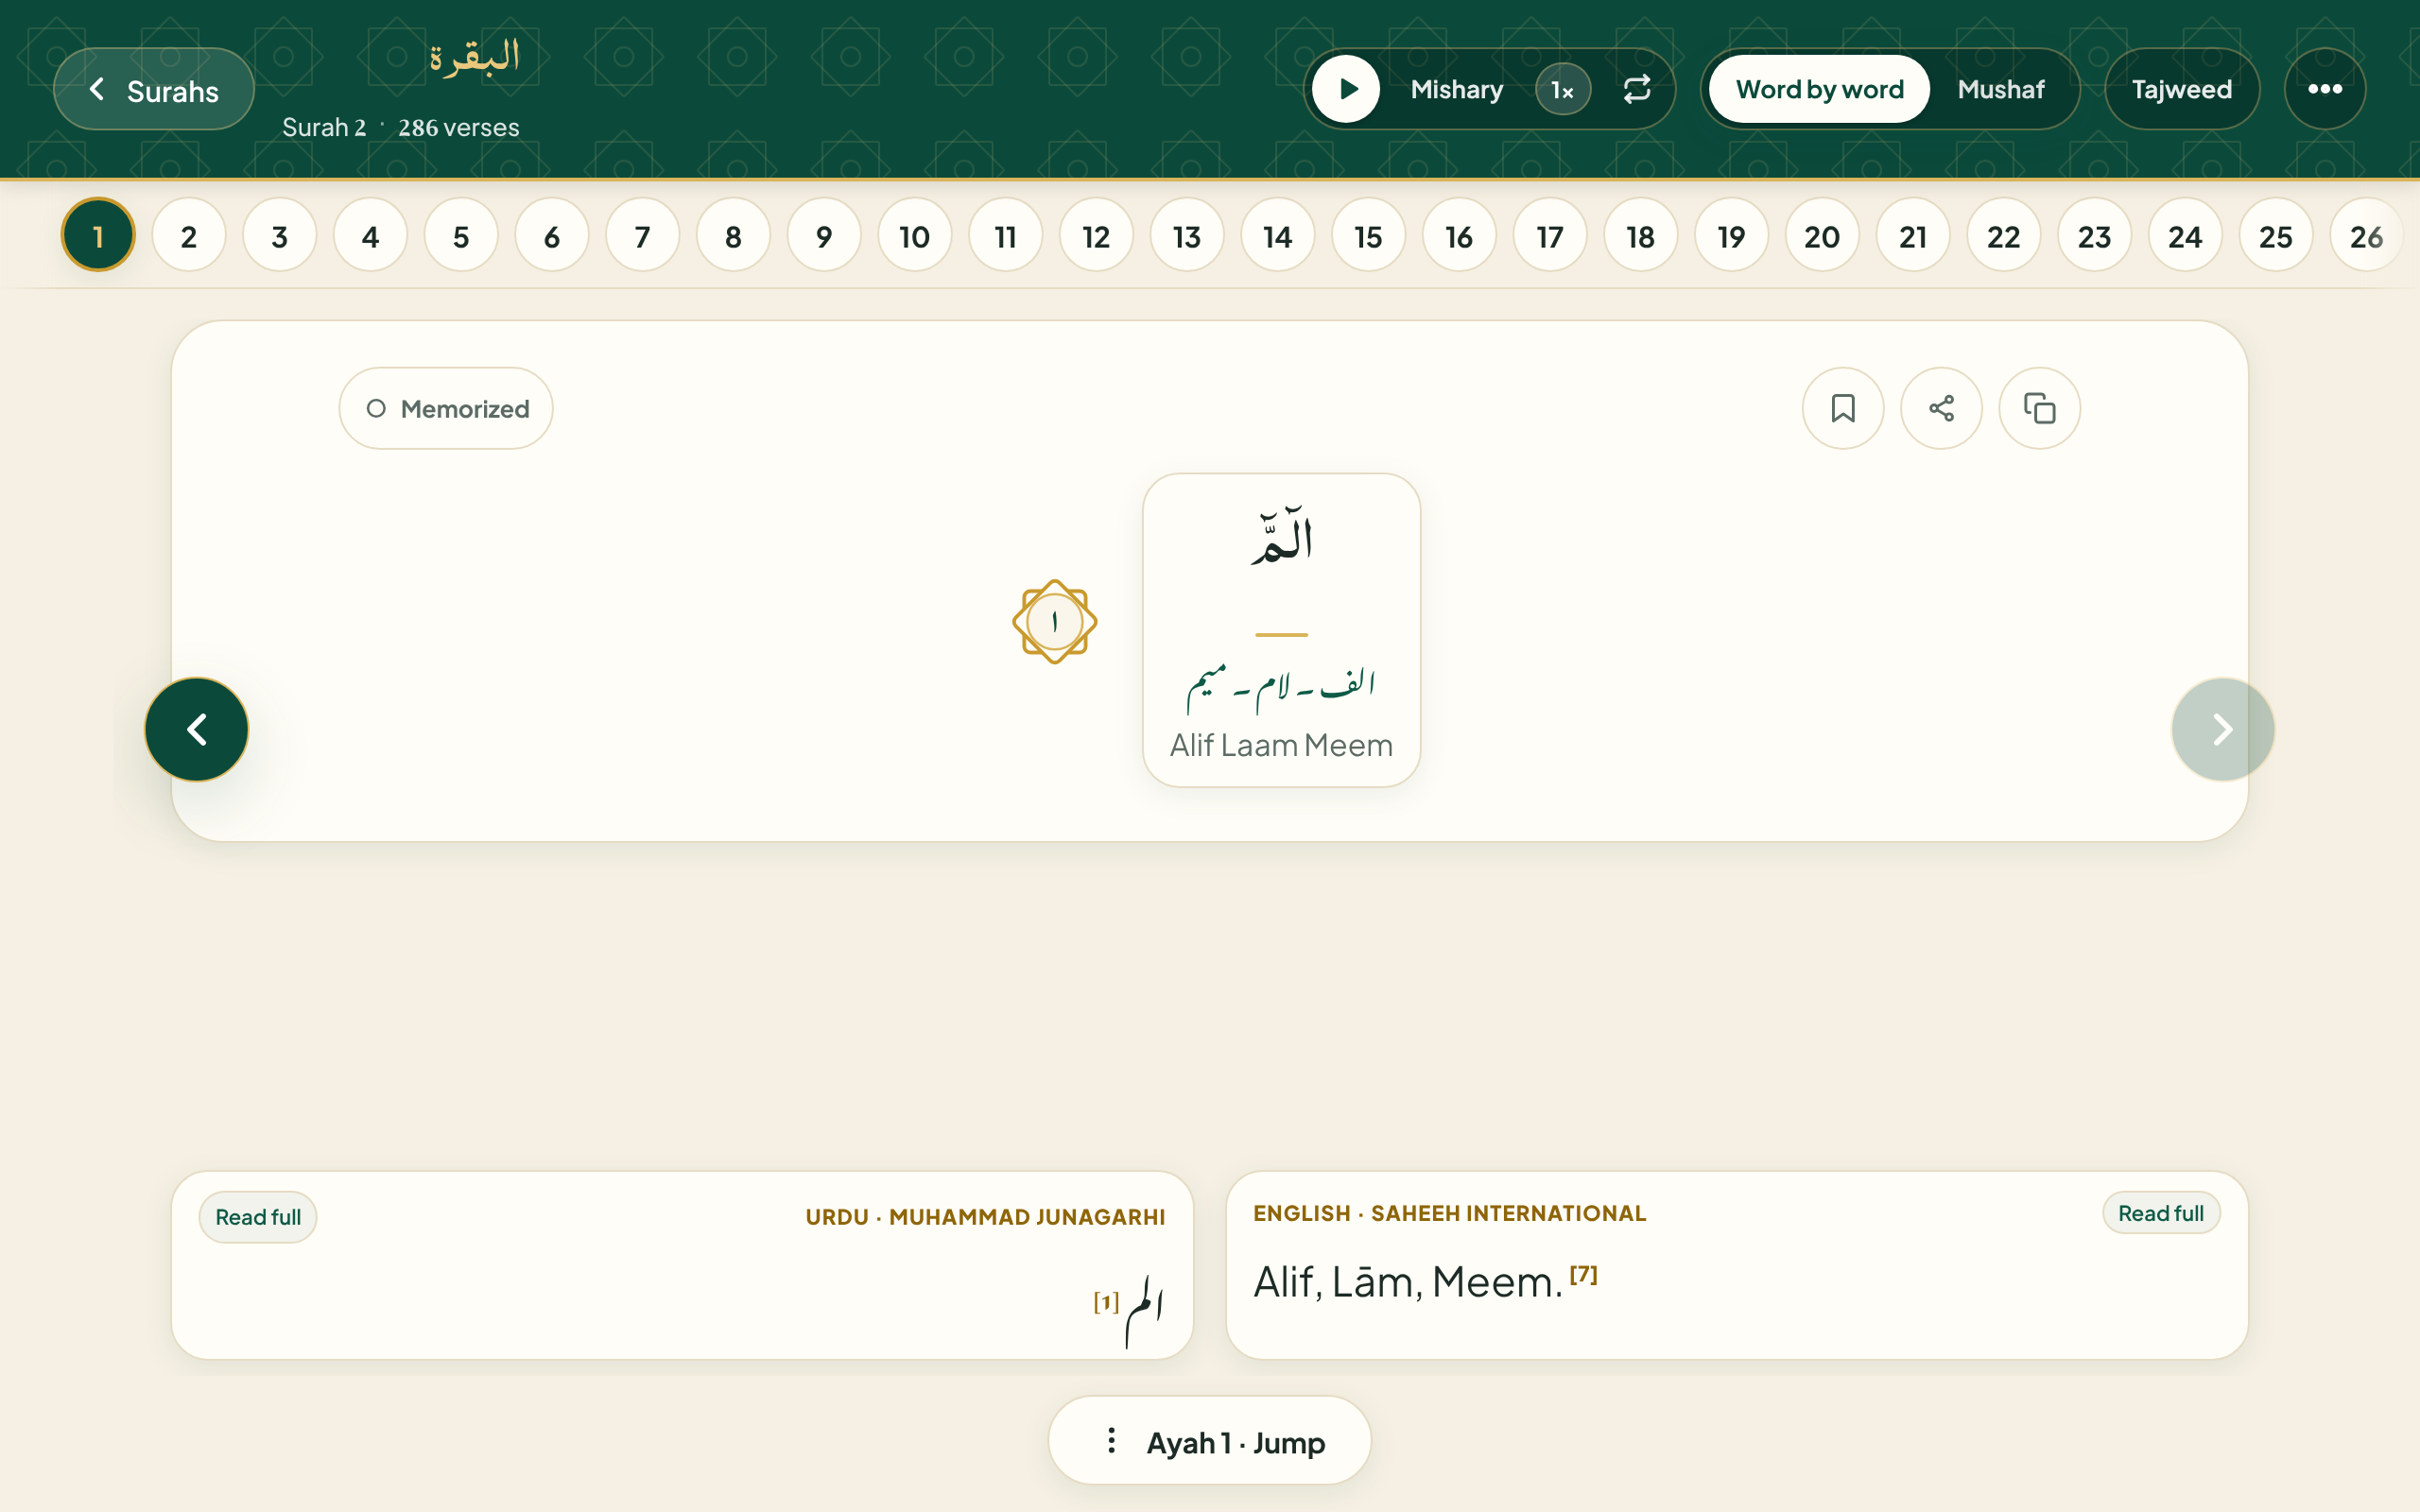 Surahs
البقرة
Surah 2 · 286 verses
Mishary 1× Word by word Mushaf Tajweed
1 2 3 4 5 6 7 8 9 10 11 12 13 14 15 16 17 18 19 20 21 22 23 24 25 26
Memorized
الٓمّٓ
١
الف۔لام۔میم
Alif Laam Meem
Read full
URDU · MUHAMMAD JUNAGARHI
الم [1]
ENGLISH · SAHEEH INTERNATIONAL
Read full
Alif, Lām, Meem. [7]
Ayah 1 · Jump